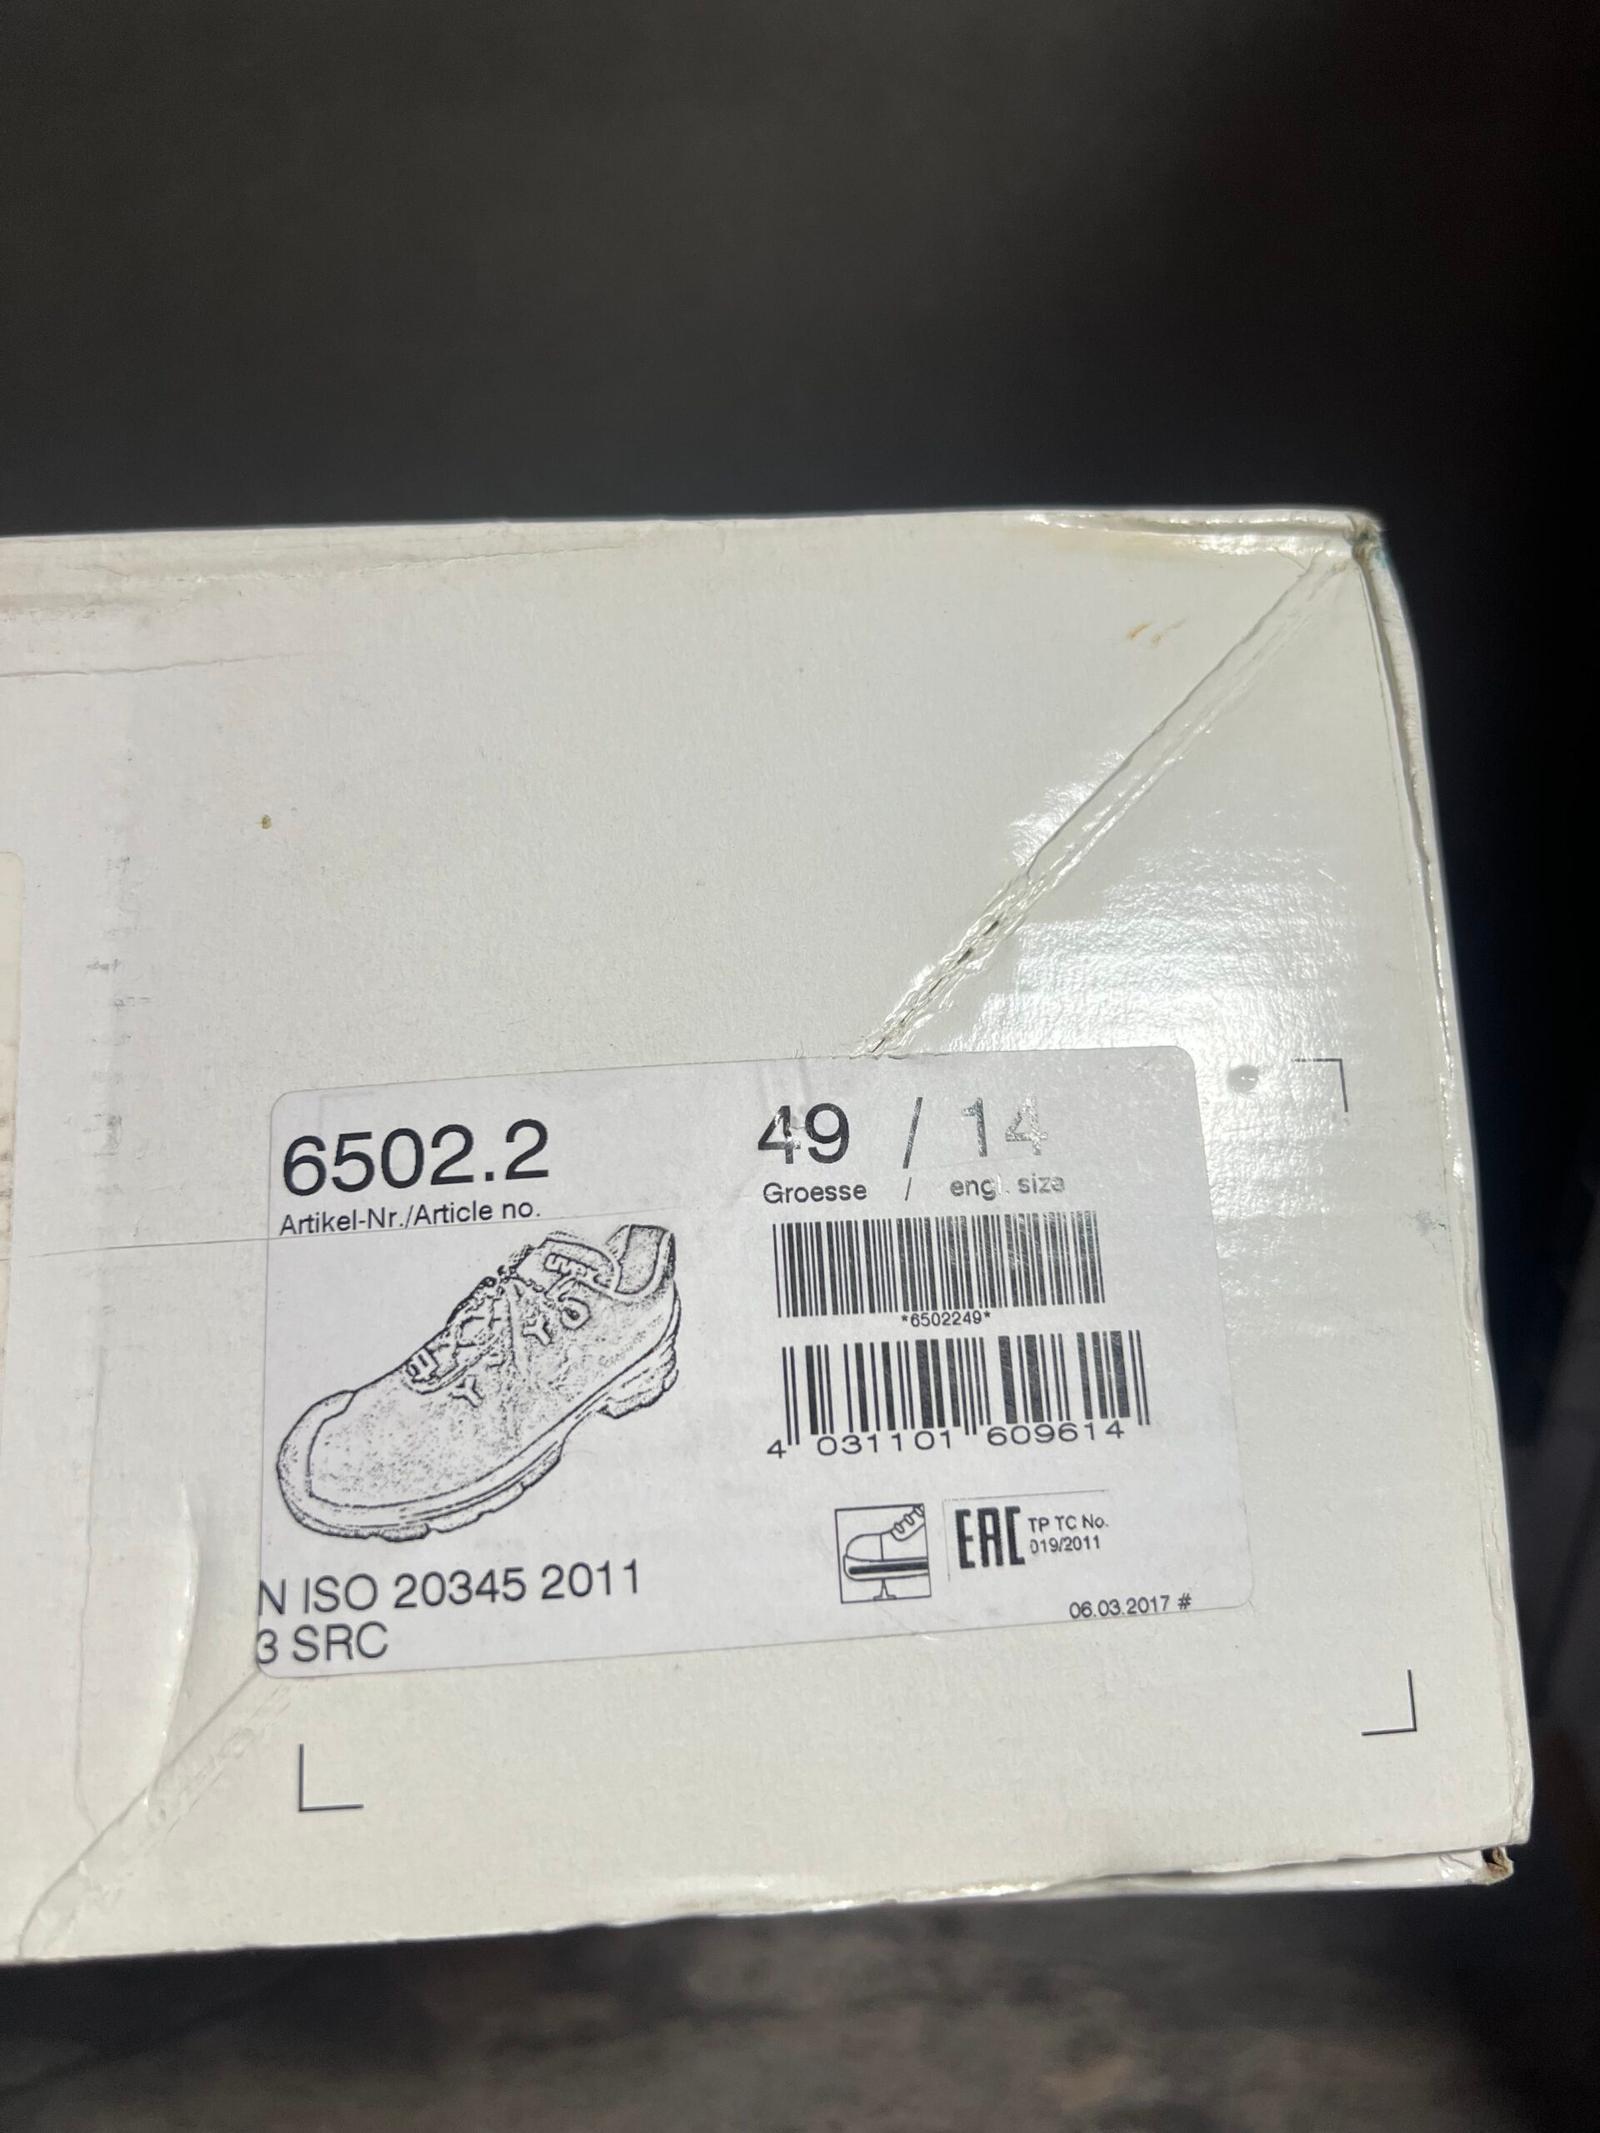 6502.2
Artikel-Nr./Article no.
49 / 14
Groesse / engl. size
*6502249*
4 031101 609614
uvex
N ISO 20345 2011
3 SRC
EAC
TP TC No.
019/2011
06.03.2017 #